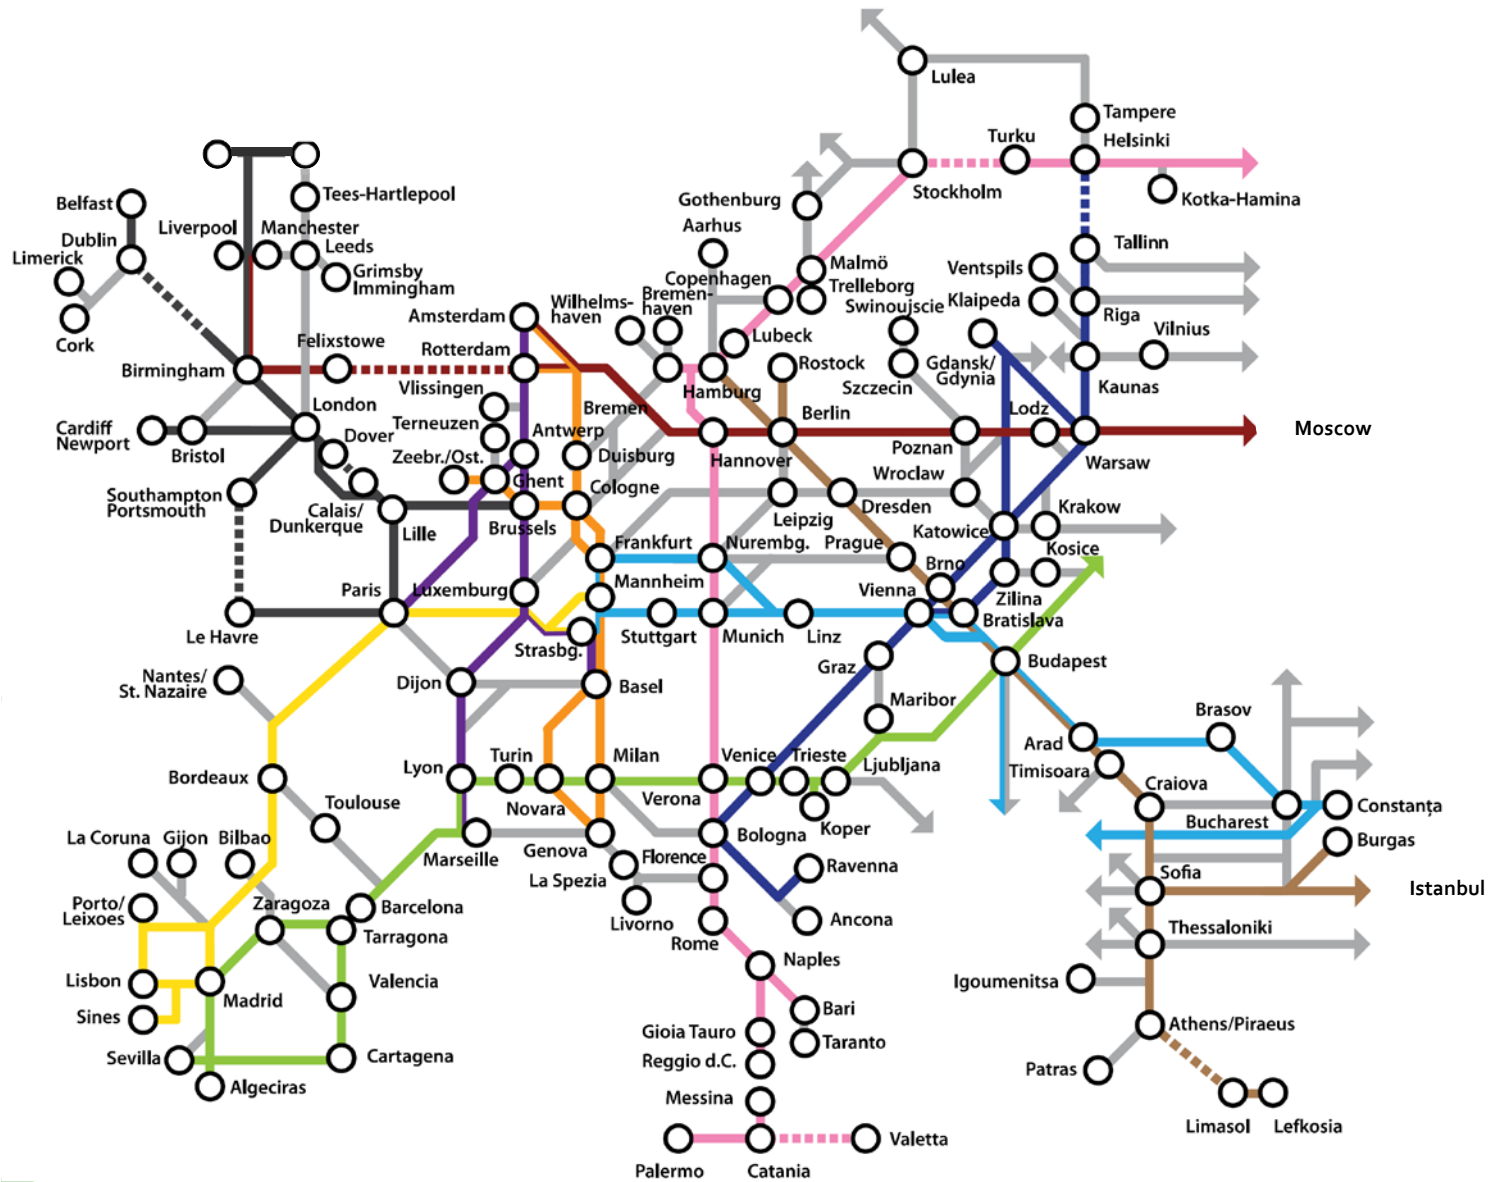 Lulea
Tampere
Turku
Helsinki
Stockholm
Kotka-Hamina
Tees-Hartlepool
Belfast
Gothenburg
Liverpool
Manchester
Aarhus
Dublin
Leeds
Tallinn
Limerick
Malmö
Ventspils
Grimsby
Immingham
Copenhagen
Trelleborg
Wilhelms-
haven
Bremen-
haven
Swinoujscie
Klaipeda
Amsterdam
Riga
Vilnius
Cork
Felixstowe
Lubeck
Rotterdam
Rostock
Gdansk/
Gdynia
Birmingham
Vlissingen
Szczecin
Kaunas
Hamburg
London
Bremen
Berlin
Lodz
Terneuzen
Cardiff
Newport
Dover
Antwerp
Moscow
Bristol
Poznan
Zeebr./Ost.
Duisburg
Hannover
Warsaw
Wroclaw
Ghent
Cologne
Southampton
Portsmouth
Calais/
Dunkerque
Leipzig
Dresden
Krakow
Lille
Brussels
Katowice
Frankfurt
Nurembg.
Prague
Kosice
Brno
Paris
Luxemburg
Mannheim
Vienna
Zilina
Bratislava
Le Havre
Stuttgart
Munich
Linz
Strasbg.
Graz
Budapest
Nantes/
St. Nazaire
Dijon
Basel
Maribor
Brasov
Arad
Turin
Milan
Venice
Trieste
Ljubljana
Timisoara
Lyon
Bordeaux
Craiova
Novara
Verona
Toulouse
Constanţa
Koper
Bucharest
La Coruna
Gijon
Bilbao
Bologna
Burgas
Marseille
Genova
Florence
Ravenna
Sofia
La Spezia
Istanbul
Porto/
Leixoes
Zaragoza
Barcelona
Livorno
Ancona
Tarragona
Rome
Thessaloniki
Naples
Lisbon
Valencia
Igoumenitsa
Madrid
Bari
Sines
Gioia Tauro
Athens/Piraeus
Taranto
Sevilla
Cartagena
Reggio d.C.
Patras
Algeciras
Messina
Limasol
Lefkosia
Valetta
Palermo
Catania